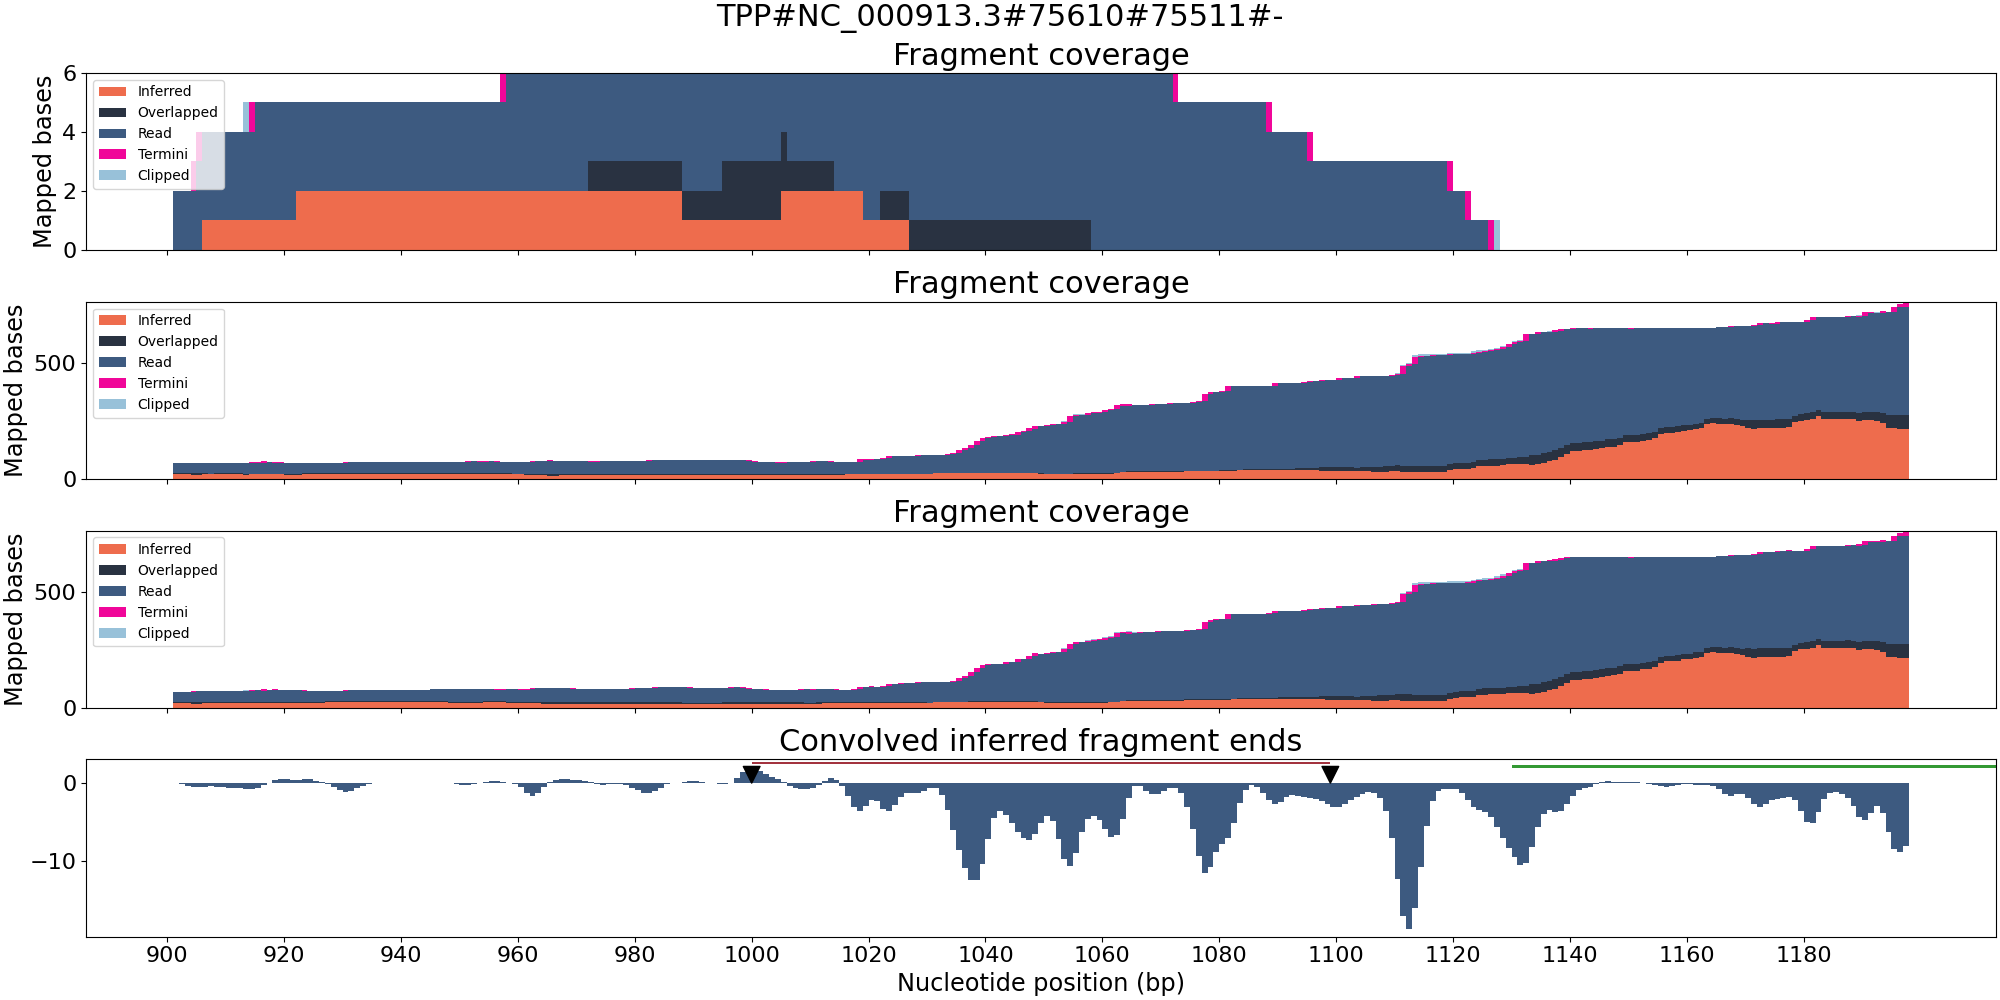 TPP#NC_000913.3#75610#75511#-
Fragment coverage
Mapped bases
6
4
2
0
Inferred
Overlapped
Read
Termini
Clipped
Fragment coverage
Mapped bases
500
0
Inferred
Overlapped
Read
Termini
Clipped
Fragment coverage
Mapped bases
500
0
Inferred
Overlapped
Read
Termini
Clipped
Convolved inferred fragment ends
0
−10
900 920 940 960 980 1000 1020 1040 1060 1080 1100 1120 1140 1160 1180
Nucleotide position (bp)